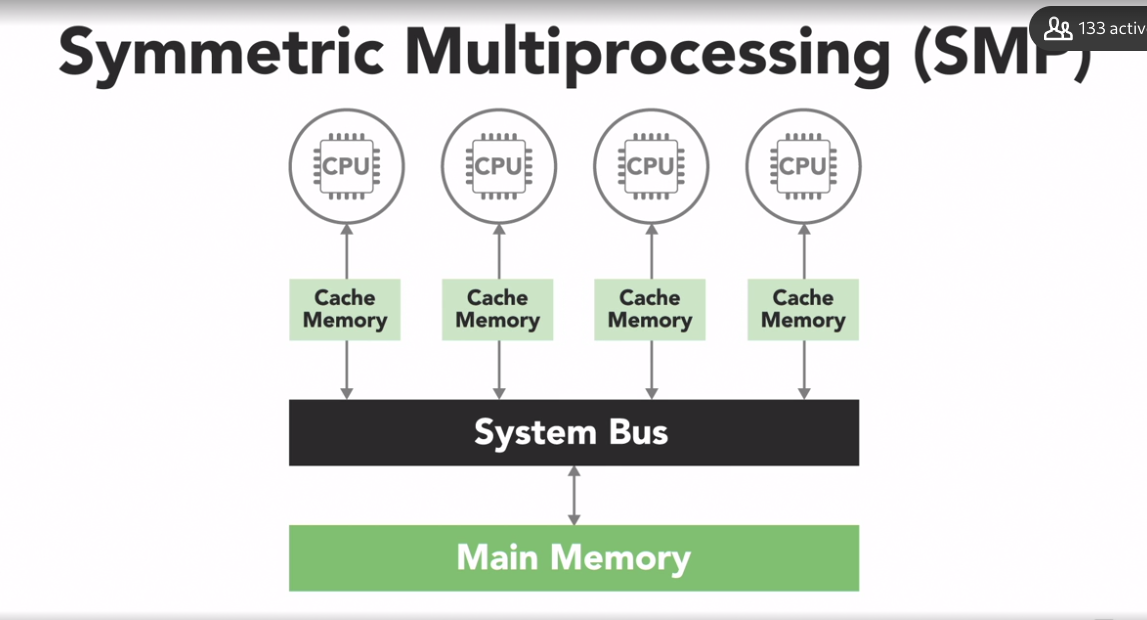 Symmetric Multiprocessing (SMP)
133 activ
CPU CPU CPU CPU
Cache Cache Cache Cache
Memory Memory Memory Memory
System Bus
Main Memory